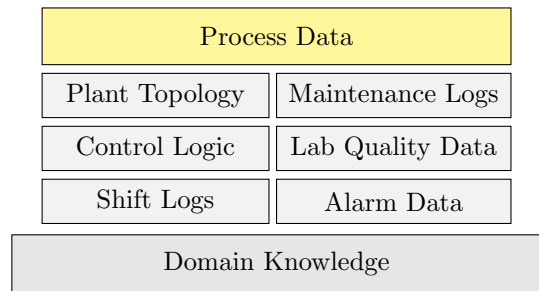 Process Data
Plant Topology
Maintenance Logs
Control Logic
Lab Quality Data
Shift Logs
Alarm Data
Domain Knowledge